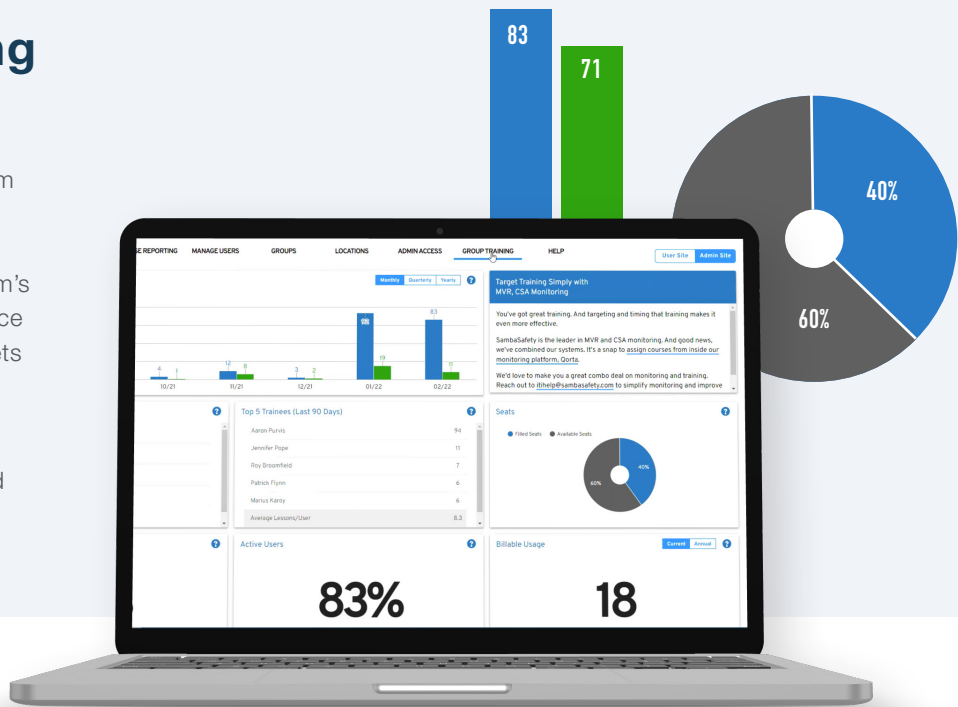 ng
83
71
m
40%
60%
m's
ce
ets
d
SE REPORTING
MANAGE USERS
GROUPS
LOCATIONS
ADMIN ACCESS
GROUP TRAINING
HELP
User Site
Admin Site
Monthly
Quarterly
Yearly
?
4
1
12
8
3
2
19
83
11
10/21
11/21
12/21
01/22
02/22
Target Training Simply with
MVR, CSA Monitoring
You've got great training. And targeting and timing that training makes it
even more effective.
SambaSafety is the leader in MVR and CSA monitoring. And good news,
we've combined our systems. It's a snap to assign courses from inside our
monitoring platform, Qorta.
We'd love to make you a great combo deal on monitoring and training.
Reach out to itihelp@sambasafety.com to simplify monitoring and improve
?
Top 5 Trainees (Last 90 Days)
?
Aaron Purvis 94
Jennifer Pope 11
Roy Broomfield 7
Patrick Flynn 6
Marius Karoy 6
Average Lessons/User 8.3
Seats
?
Filled Seats
Available Seats
40%
60%
?
Active Users
?
83%
Billable Usage
Current
Annual
?
18